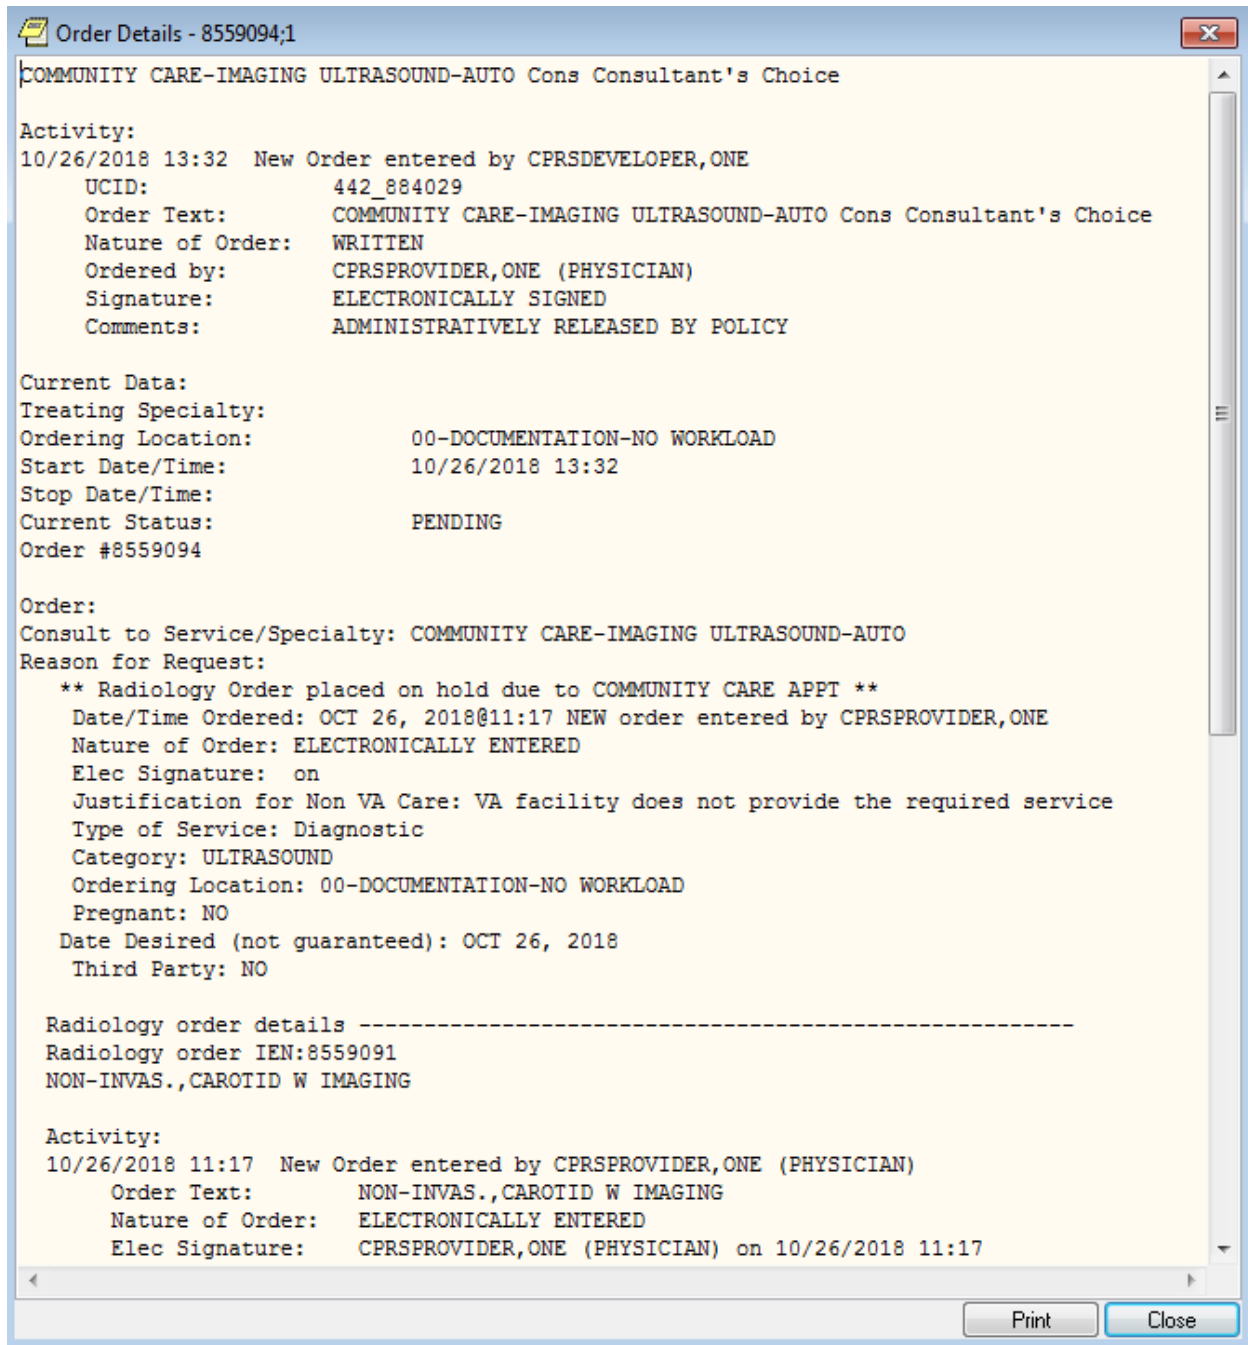 Order Details - 8559094;1
COMMUNITY CARE-IMAGING ULTRASOUND-AUTO Cons Consultant's Choice
Activity:
10/26/2018 13:32  New Order entered by CPRSDEVELOPER,ONE
UCID: 442_884029
Order Text: COMMUNITY CARE-IMAGING ULTRASOUND-AUTO Cons Consultant's Choice
Nature of Order: WRITTEN
Ordered by: CPRSPROVIDER,ONE (PHYSICIAN)
Signature: ELECTRONICALLY SIGNED
Comments: ADMINISTRATIVELY RELEASED BY POLICY
Current Data:
Treating Specialty:
Ordering Location: 00-DOCUMENTATION-NO WORKLOAD
Start Date/Time: 10/26/2018 13:32
Stop Date/Time:
Current Status: PENDING
Order #8559094
Order:
Consult to Service/Specialty: COMMUNITY CARE-IMAGING ULTRASOUND-AUTO
Reason for Request:
** Radiology Order placed on hold due to COMMUNITY CARE APPT **
Date/Time Ordered: OCT 26, 2018@11:17 NEW order entered by CPRSPROVIDER,ONE
Nature of Order: ELECTRONICALLY ENTERED
Elec Signature:  on
Justification for Non VA Care: VA facility does not provide the required service
Type of Service: Diagnostic
Category: ULTRASOUND
Ordering Location: 00-DOCUMENTATION-NO WORKLOAD
Pregnant: NO
Date Desired (not guaranteed): OCT 26, 2018
Third Party: NO
Radiology order details -------------------------------------------------------
Radiology order IEN:8559091
NON-INVAS.,CAROTID W IMAGING
Activity:
10/26/2018 11:17  New Order entered by CPRSPROVIDER,ONE (PHYSICIAN)
Order Text: NON-INVAS.,CAROTID W IMAGING
Nature of Order: ELECTRONICALLY ENTERED
Elec Signature: CPRSPROVIDER,ONE (PHYSICIAN) on 10/26/2018 11:17
Print Close